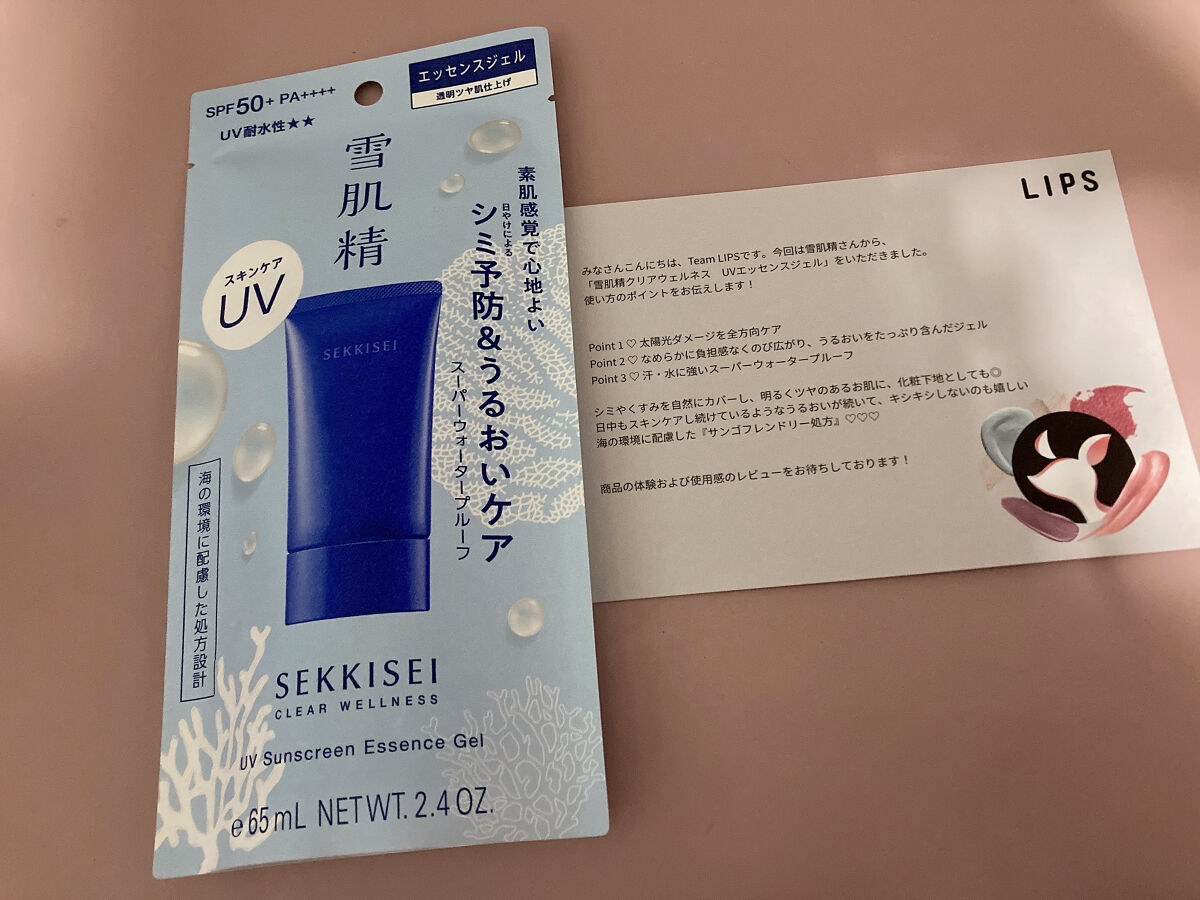 SPF50+ PA++++
UV耐水性★★
エッセンスジェル
透明ツヤ肌仕上げ
雪肌精
スキンケア
UV
素肌感覚で心地よい
日やけによる
シミ予防&うるおいケア
スーパーウォータープルーフ
SEKKISEI
海の環境に配慮した処方設計
SEKKISEI
CLEAR WELLNESS
UV Sunscreen Essence Gel
e65mL NETWT. 2.4 OZ.
LIPS
みなさんこんにちは、Team LIPSです。今回は雪肌精さんから、
「雪肌精クリアウェルネス UVエッセンスジェル」をいただきました。
使い方のポイントをお伝えします!
Point 1♡ 太陽光ダメージを全方向ケア
Point 2♡ なめらかに負担感なくのび広がり、うるおいをたっぷり含んだジェル
Point 3♡ 汗・水に強いスーパーウォータープルーフ
シミやくすみを自然にカバーし、明るくツヤのあるお肌に、化粧下地としても◎
日中もスキンケアし続けているようなうるおいが続いて、キシキシしないのも嬉しい
海の環境に配慮した『サンゴフレンドリー処方』♡♡♡
商品の体験および使用感のレビューをお待ちしております!